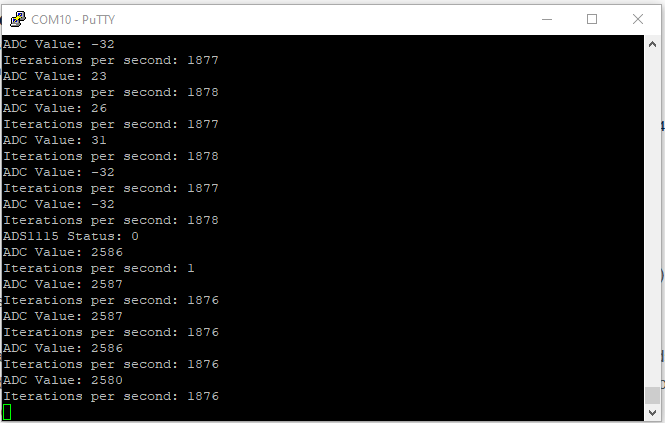 COM10 - PuTTY
ADC Value: -32
Iterations per second: 1877
ADC Value: 23
Iterations per second: 1878
ADC Value: 26
Iterations per second: 1877
ADC Value: 31
Iterations per second: 1878
ADC Value: -32
Iterations per second: 1877
ADC Value: -32
Iterations per second: 1878
ADS1115 Status: 0
ADC Value: 2586
Iterations per second: 1
ADC Value: 2587
Iterations per second: 1876
ADC Value: 2587
Iterations per second: 1876
ADC Value: 2586
Iterations per second: 1876
ADC Value: 2580
Iterations per second: 1876